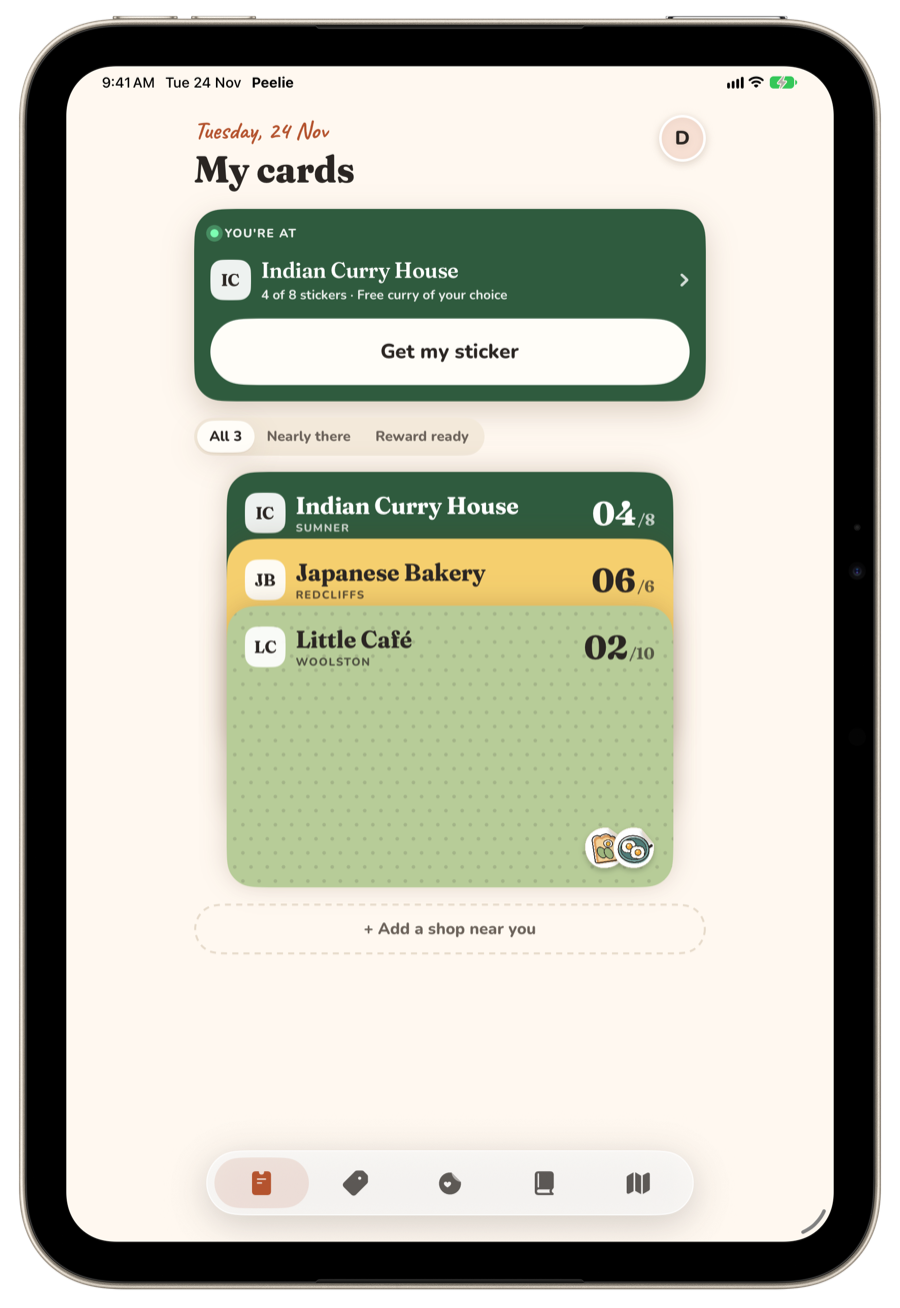 9:41 AM Tue 24 Nov Peelie
Tuesday, 24 Nov
D
My cards
YOU'RE AT
IC
Indian Curry House
4 of 8 stickers · Free curry of your choice
Get my sticker
All 3 Nearly there Reward ready
IC
Indian Curry House
SUMNER
04/8
JB
Japanese Bakery
REDCLIFFS
06/6
LC
Little Café
WOOLSTON
02/10
+ Add a shop near you